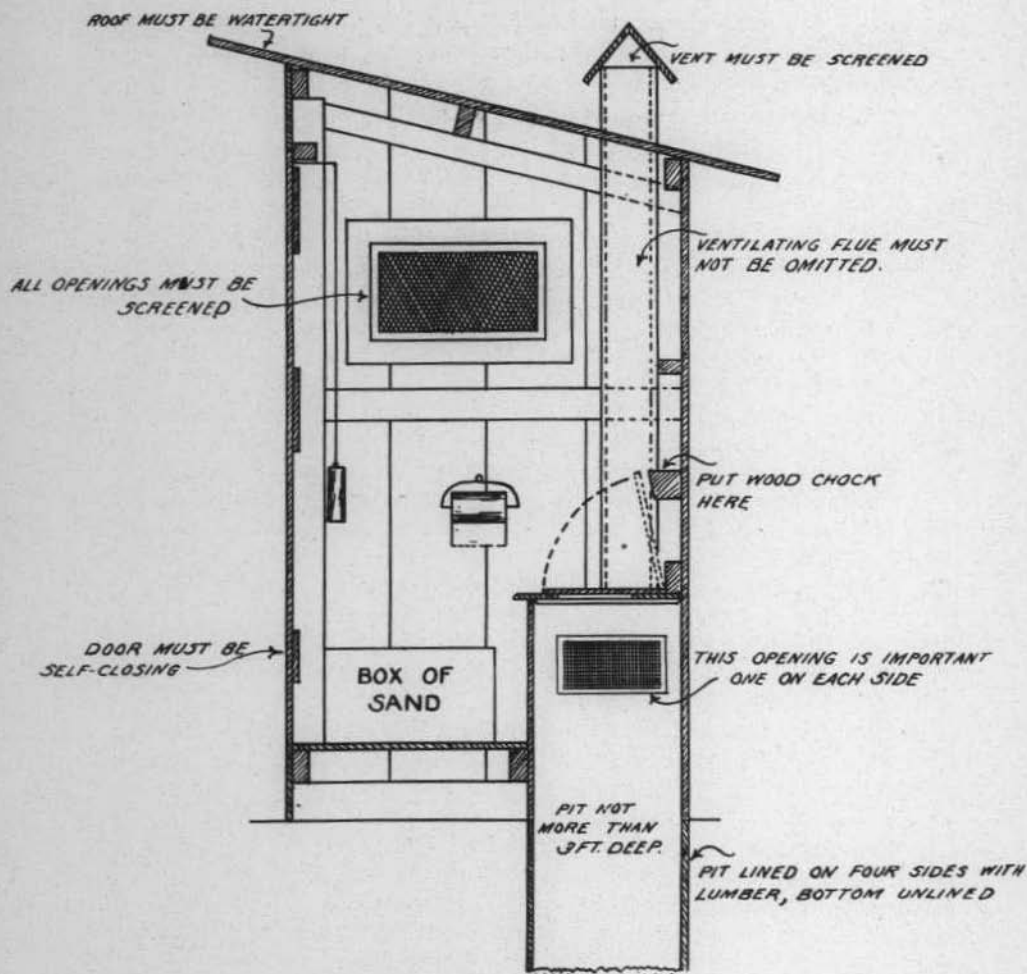 ROOF MUST BE WATERTIGHT
VENT MUST BE SCREENED
VENTILATING FLUE MUST
NOT BE OMITTED.
ALL OPENINGS MUST BE
SCREENED
PUT WOOD CHOCK
HERE
DOOR MUST BE
SELF-CLOSING
BOX OF
SAND
THIS OPENING IS IMPORTANT
ONE ON EACH SIDE
PIT NOT
MORE THAN
3FT. DEEP.
PIT LINED ON FOUR SIDES WITH
LUMBER, BOTTOM UNLINED